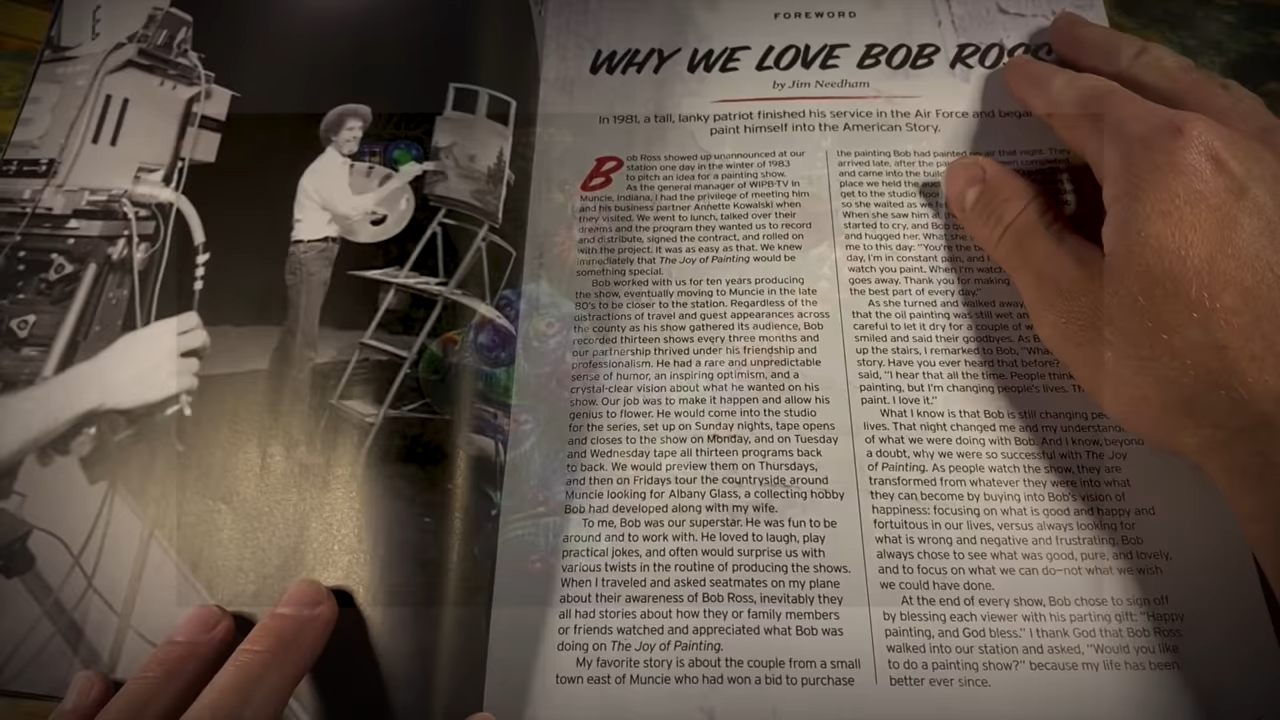 FOREWORD
WHY WE LOVE BOB ROSS
by Jim Needham
In 1981, a tall, lanky patriot finished his service in the Air Force and began
paint himself into the American Story.
Bob Ross showed up unannounced at our
station one day in the winter of 1983
to pitch an idea for a painting show.
As the general manager of WIPB-TV in
Muncie, Indiana, I had the privilege of meeting him
and his business partner Annette Kowalski when
they visited. We went to lunch, talked over their
dreams and the program they wanted us to record
and distribute, signed the contract, and rolled on
with the project. It was as easy as that. We knew
immediately that The Joy of Painting would be
something special.
Bob worked with us for ten years producing
the show, eventually moving to Muncie in the late
80's to be closer to the station. Regardless of the
distractions of travel and guest appearances across
the county as his show gathered its audience, Bob
recorded thirteen shows every three months and
our partnership thrived under his friendship and
professionalism. He had a rare and unpredictable
sense of humor, an inspiring optimism, and a
crystal-clear vision about what he wanted on his
show. Our job was to make it happen and allow his
genius to flower. He would come into the studio
for the series, set up on Sunday nights, tape opens
and closes to the show on Monday, and on Tuesday
and Wednesday tape all thirteen programs back
to back. We would preview them on Thursdays,
and then on Fridays tour the countryside around
Muncie looking for Albany Glass, a collecting hobby
Bob had developed along with my wife.
To me, Bob was our superstar. He was fun to be
around and to work with. He loved to laugh, play
practical jokes, and often would surprise us with
various twists in the routine of producing the shows.
When I traveled and asked seatmates on my plane
about their awareness of Bob Ross, inevitably they
all had stories about how they or family members
or friends watched and appreciated what Bob was
doing on The Joy of Painting.
My favorite story is about the couple from a small
town east of Muncie who had won a bid to purchase
the painting Bob had painted on air that night. They
arrived late, after the been completed
and came into the
place we held the
get to the studio floor
so she waited as we
When she saw him at
started to cry, and Bob
and hugged her. What she
me to this day: "You're the
day, I'm in constant pain, and I
watch you paint. When I'm
goes away. Thank you for making
the best part of every day."
As she turned and walked away
that the oil painting was still wet an
careful to let it dry for a couple of w
smiled and said their goodbyes. As B
up the stairs, I remarked to Bob, "Wha
story. Have you ever heard that before?
said, "I hear that all the time. People think
painting, but I'm changing people's lives. Th
paint. I love it."
What I know is that Bob is still changing peo
lives. That night changed me and my understand
of what we were doing with Bob. And I know, beyond
a doubt, why we were so successful with The Joy
of Painting. As people watch the show, they are
transformed from whatever they were into what
they can become by buying into Bob's vision of
happiness: focusing on what is good and happy and
fortuitous in our lives, versus always looking for
what is wrong and negative and frustrating. Bob
always chose to see what was good, pure, and lovely,
and to focus on what we can do—not what we wish
we could have done.
At the end of every show, Bob chose to sign off
by blessing each viewer with his parting gift: "Happy
painting, and God bless." I thank God that Bob Ross
walked into our station and asked, "Would you like
to do a painting show?" because my life has been
better ever since.